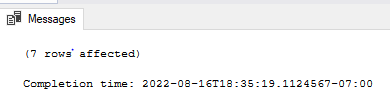 Messages
(7 rows affected)
Completion time: 2022-08-16T18:35:19.1124567-07:00